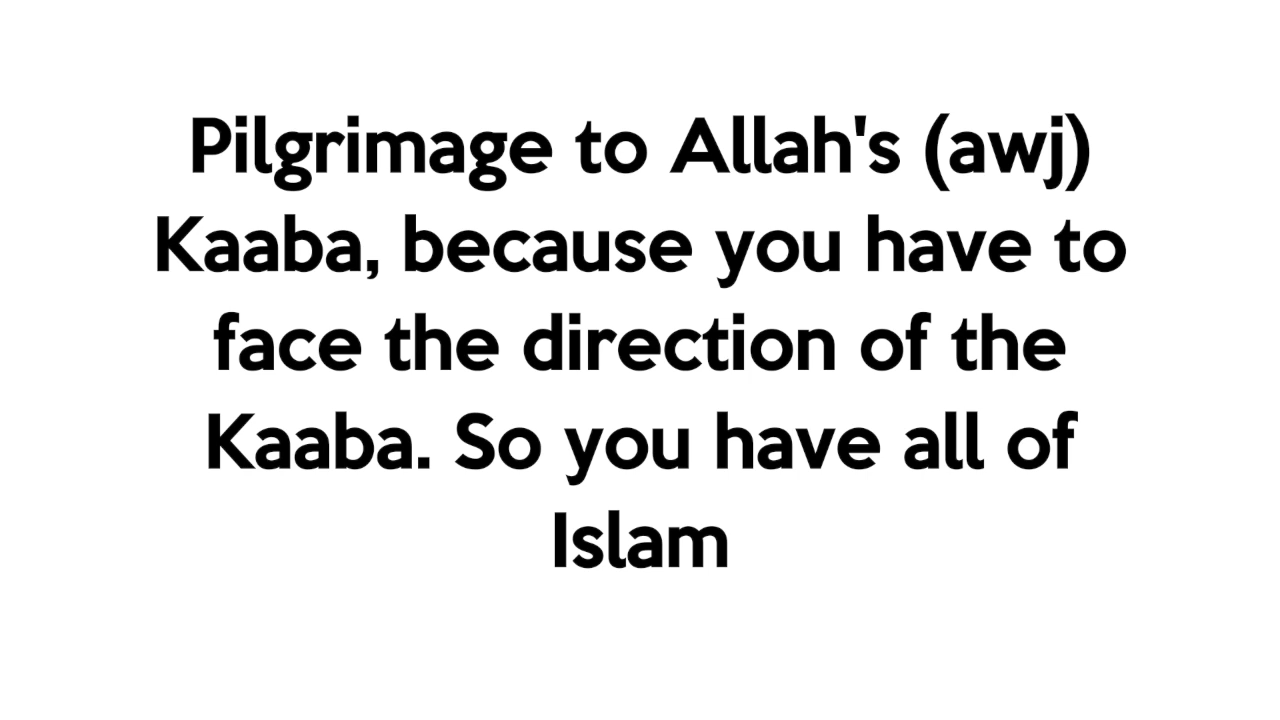 Pilgrimage to Allah's (awj)
Kaaba, because you have to
face the direction of the
Kaaba. So you have all of
Islam